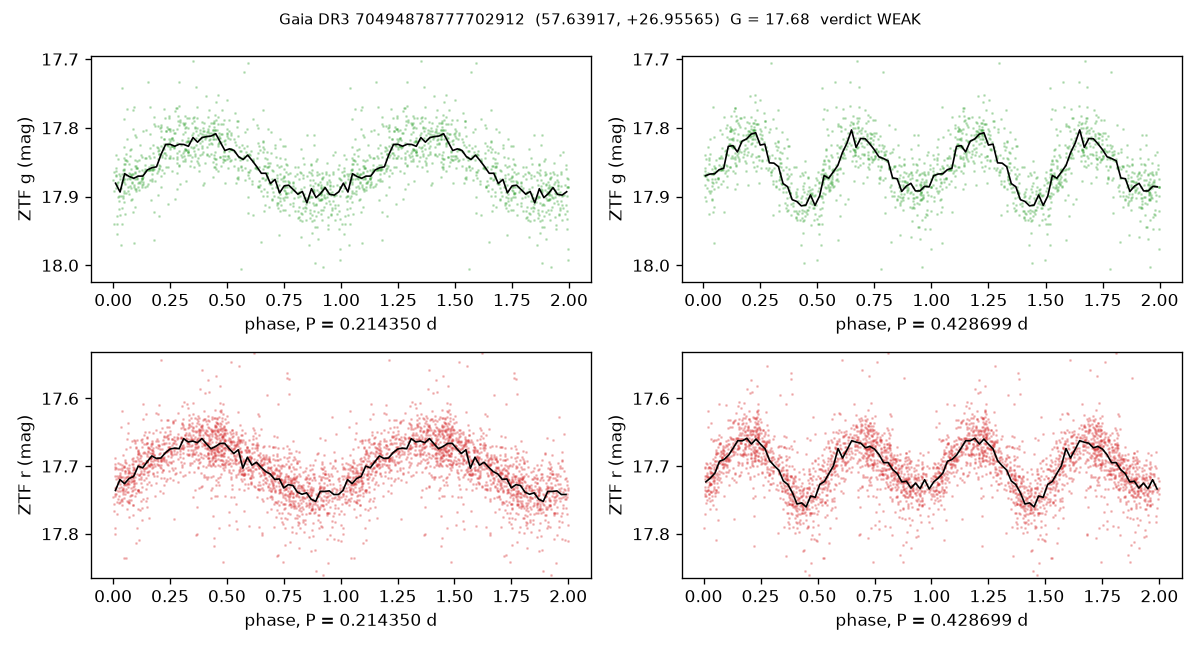 Gaia DR3 70494878777702912  (57.63917, +26.95565)  G = 17.68  verdict WEAK
17.7
17.8
17.9
18.0
ZTF g (mag)
0.00 0.25 0.50 0.75 1.00 1.25 1.50 1.75 2.00
phase, P = 0.214350 d
17.7
17.8
17.9
18.0
ZTF g (mag)
0.00 0.25 0.50 0.75 1.00 1.25 1.50 1.75 2.00
phase, P = 0.428699 d
17.6
17.7
17.8
ZTF r (mag)
0.00 0.25 0.50 0.75 1.00 1.25 1.50 1.75 2.00
phase, P = 0.214350 d
17.6
17.7
17.8
ZTF r (mag)
0.00 0.25 0.50 0.75 1.00 1.25 1.50 1.75 2.00
phase, P = 0.428699 d